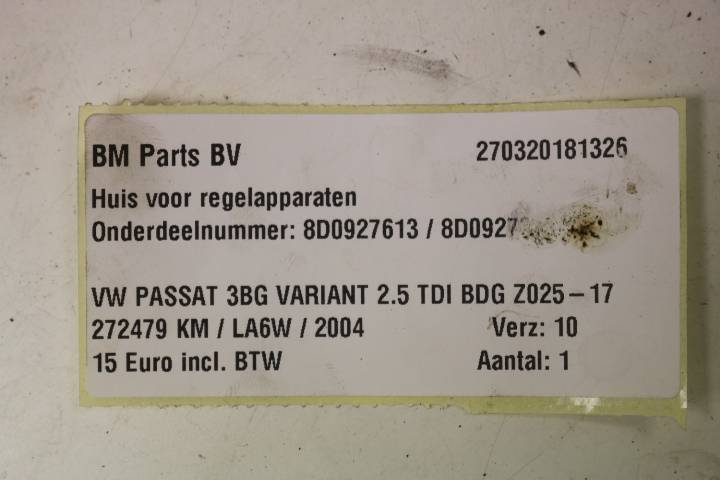 BM Parts BV 270320181326
Huis voor regelapparaten
Onderdeelnummer: 8D0927613 /
VW PASSAT 3BG VARIANT 2.5 TDI BDG Z025-17
272479 KM / LA6W / 2004 Verz: 10
15 Euro incl. BTW Aantal: 1